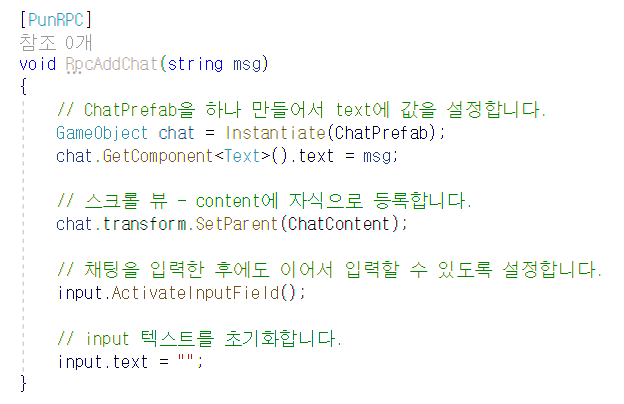 [PunRPC]
참조 0개
void RpcAddChat(string msg)
{
// ChatPrefab을 하나 만들어서 text에 값을 설정합니다.
GameObject chat = Instantiate(ChatPrefab);
chat.GetComponent<Text>().text = msg;
// 스크롤 뷰 - content에 자식으로 등록합니다.
chat.transform.SetParent(ChatContent);
// 채팅을 입력한 후에도 이어서 입력할 수 있도록 설정합니다.
input.ActivateInputField();
// input 텍스트를 초기화합니다.
input.text = "";
}